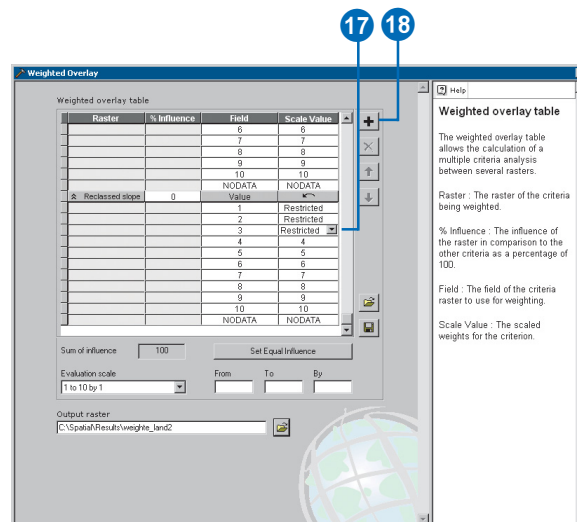 17 18
Weighted Overlay
Weighted overlay table
Raster % Influence Field Scale Value
6 6
7 7
8 8
9 9
10 10
NODATA NODATA
Reclassed slope 0 Value
1 Restricted
2 Restricted
3 Restricted
4 4
5 5
6 6
7 7
8 8
9 9
10 10
NODATA NODATA
Sum of influence 100 Set Equal Influence
Evaluation scale From To By
1 to 10 by 1
Output raster
C:\Spatial\Results\weighte_land2
Help
Weighted overlay table
The weighted overlay table
allows the calculation of a
multiple criteria analysis
between several rasters.
Raster : The raster of the criteria
being weighted.
% Influence : The influence of
the raster in comparison to the
other criteria as a percentage of
100.
Field : The field of the criteria
raster to use for weighting.
Scale Value : The scaled
weights for the criterion.